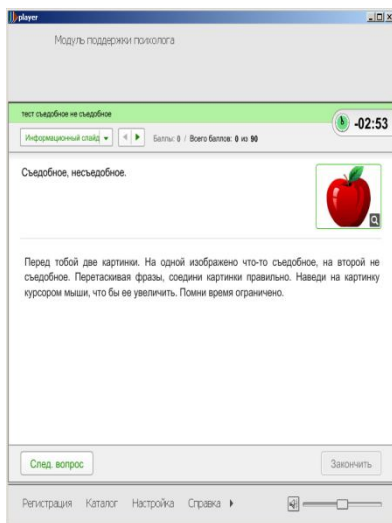 player
Модуль поддержки психолога
тест съедобное не съедобное
Информационный слайд
Баллы: 0 / Всего баллов: 0 из 90
-02:53
Съедобное, несъедобное.
Перед тобой две картинки. На одной изображено что-то съедобное, на второй не
съедобное. Перетаскивая фразы, соедини картинки правильно. Наведи на картинку
курсором мыши, что бы ее увеличить. Помни время ограничено.
След. вопрос
Закончить
Регистрация Каталог Настройка Справка